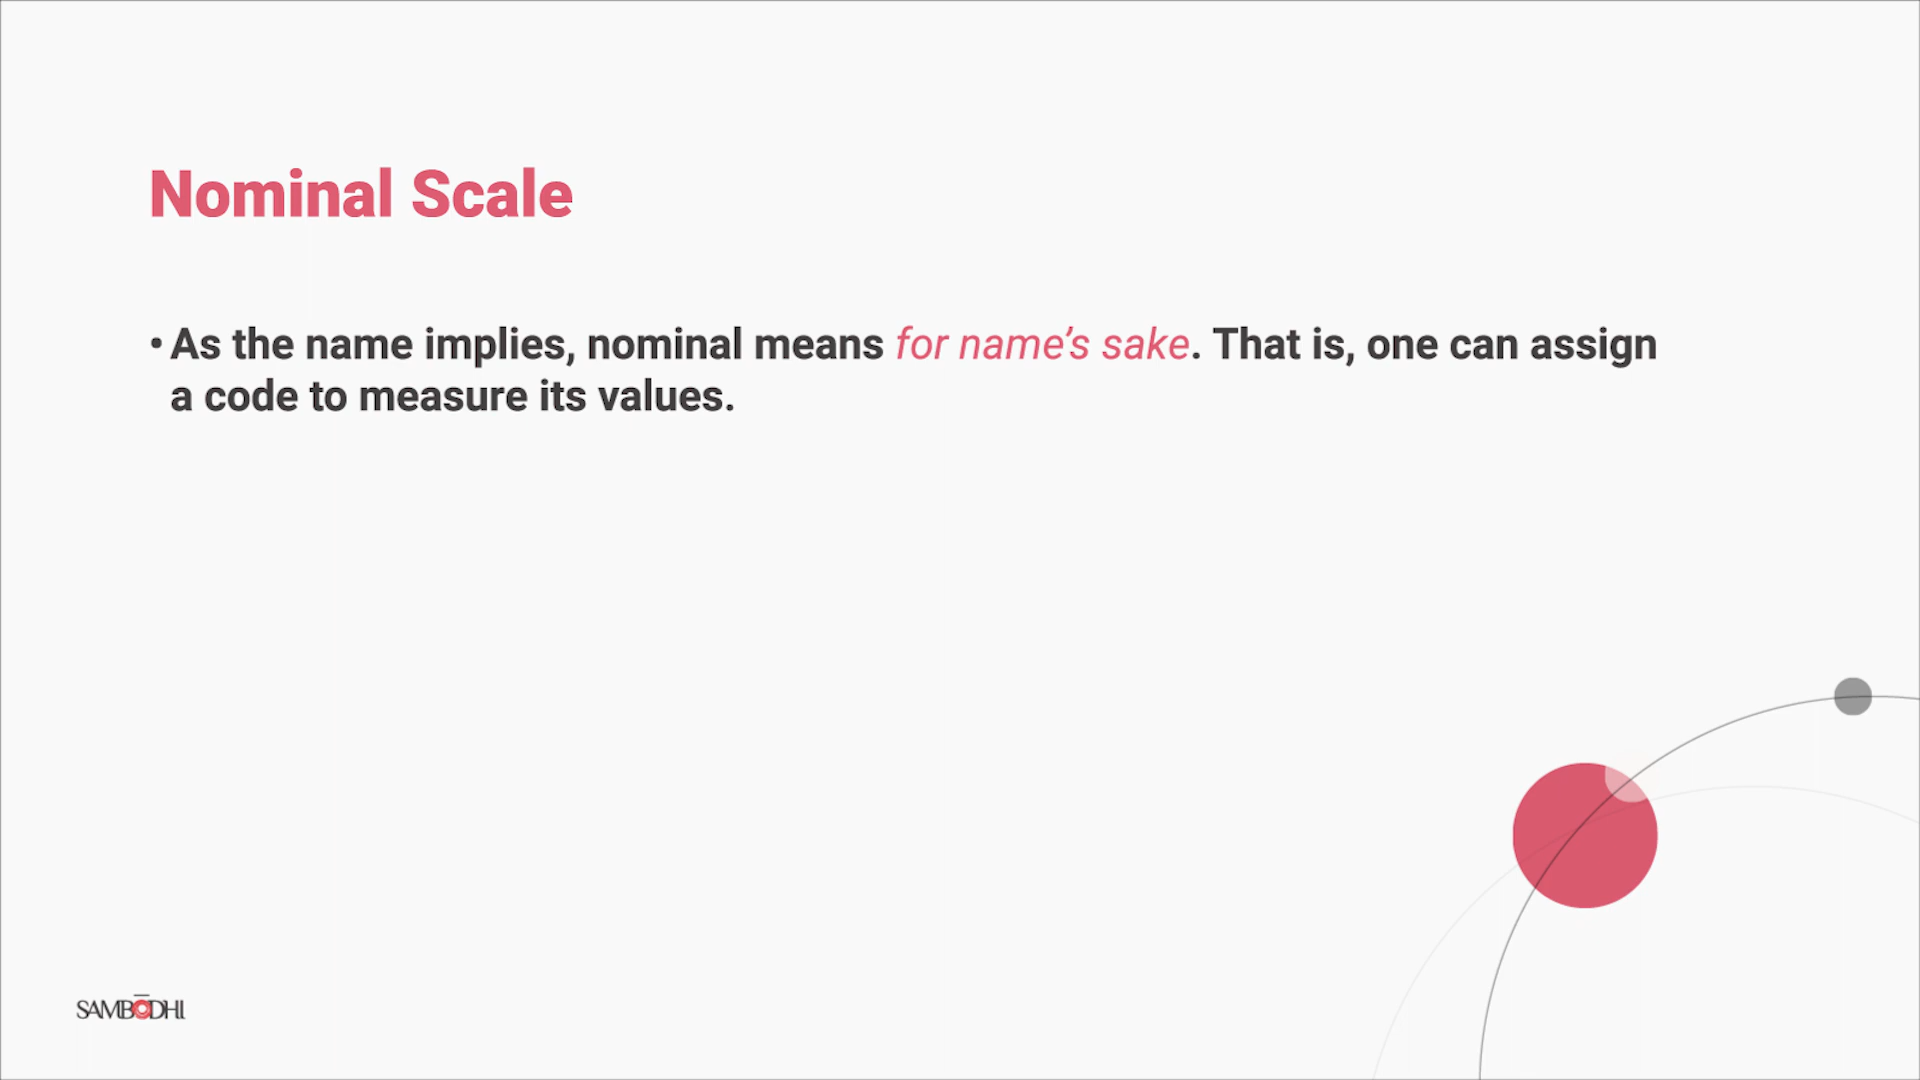 Nominal Scale
• As the name implies, nominal means for name’s sake. That is, one can assign
a code to measure its values.
SAMBŌDHI